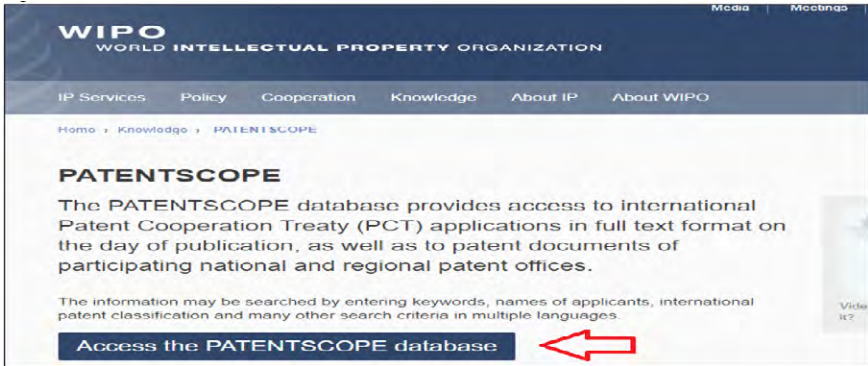 Media | Meetings |
WIPO
WORLD INTELLECTUAL PROPERTY ORGANIZATION
IP Services Policy Cooperation Knowledge About IP About WIPO
Home › Knowledge › PATENTSCOPE
PATENTSCOPE
The PATENTSCOPE database provides access to international
Patent Cooperation Treaty (PCT) applications in full text format on
the day of publication, as well as to patent documents of
participating national and regional patent offices.
The information may be searched by entering keywords, names of applicants, international
patent classification and many other search criteria in multiple languages.
Vide
it?
Access the PATENTSCOPE database